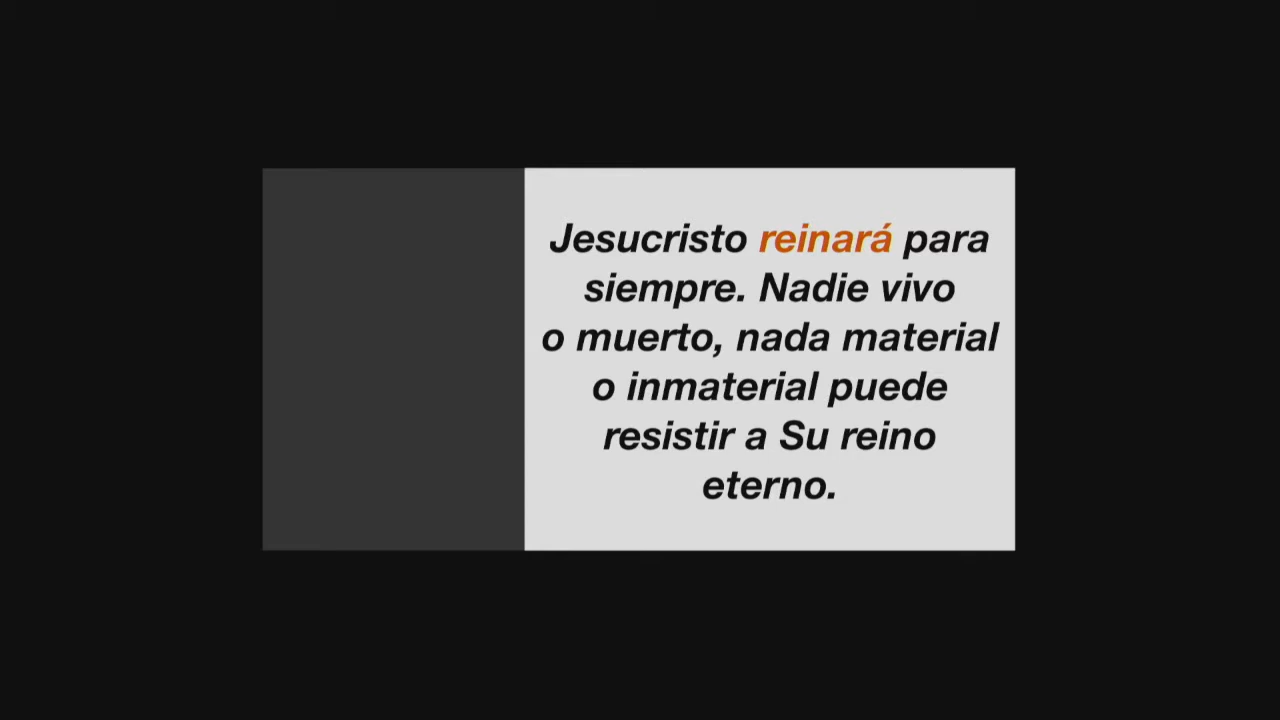 Jesucristo reinará para
siempre. Nadie vivo
o muerto, nada material
o inmaterial puede
resistir a Su reino
eterno.